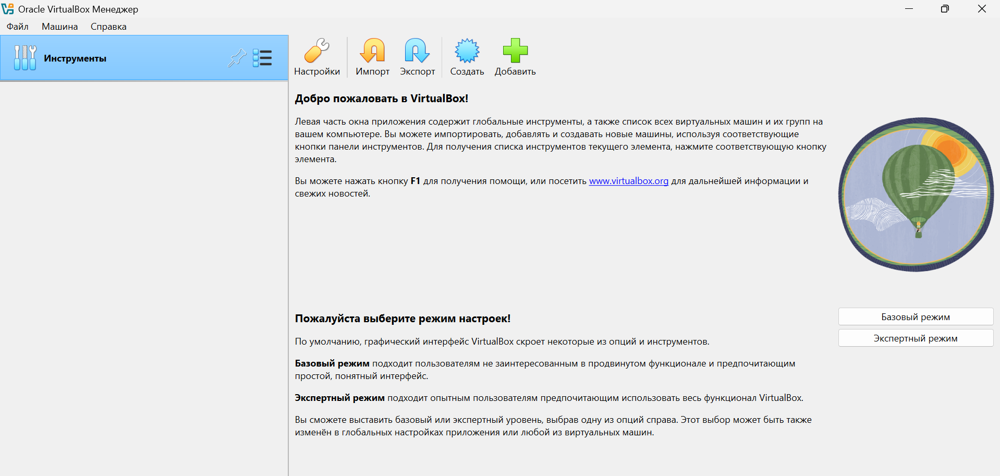 Oracle VirtualBox Менеджер
Файл Машина Справка
Инструменты
Настройки Импорт Экспорт Создать Добавить
Добро пожаловать в VirtualBox!
Левая часть окна приложения содержит глобальные инструменты, а также список всех виртуальных машин и их групп на
вашем компьютере. Вы можете импортировать, добавлять и создавать новые машины, используя соответствующие
кнопки панели инструментов. Для получения списка инструментов текущего элемента, нажмите соответствующую кнопку
элемента.
Вы можете нажать кнопку F1 для получения помощи, или посетить www.virtualbox.org для дальнейшей информации и
свежих новостей.
Пожалуйста выберите режим настроек!
По умолчанию, графический интерфейс VirtualBox скроет некоторые из опций и инструментов.
Базовый режим подходит пользователям не заинтересованным в продвинутом функционале и предпочитающим
простой, понятный интерфейс.
Экспертный режим подходит опытным пользователям предпочитающим использовать весь функционал VirtualBox.
Вы сможете выставить базовый или экспертный уровень, выбрав одну из опций справа. Этот выбор может быть также
изменён в глобальных настройках приложения или любой из виртуальных машин.
Базовый режим
Экспертный режим